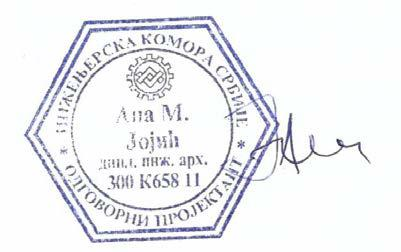 ИНЖЕЊЕРСКА КОМОРА СРБИЈЕ
Ана М.
Јојић
дипл. инж. арх.
300 К658 11
* ОДГОВОРНИ ПРОЈЕКТАНТ *